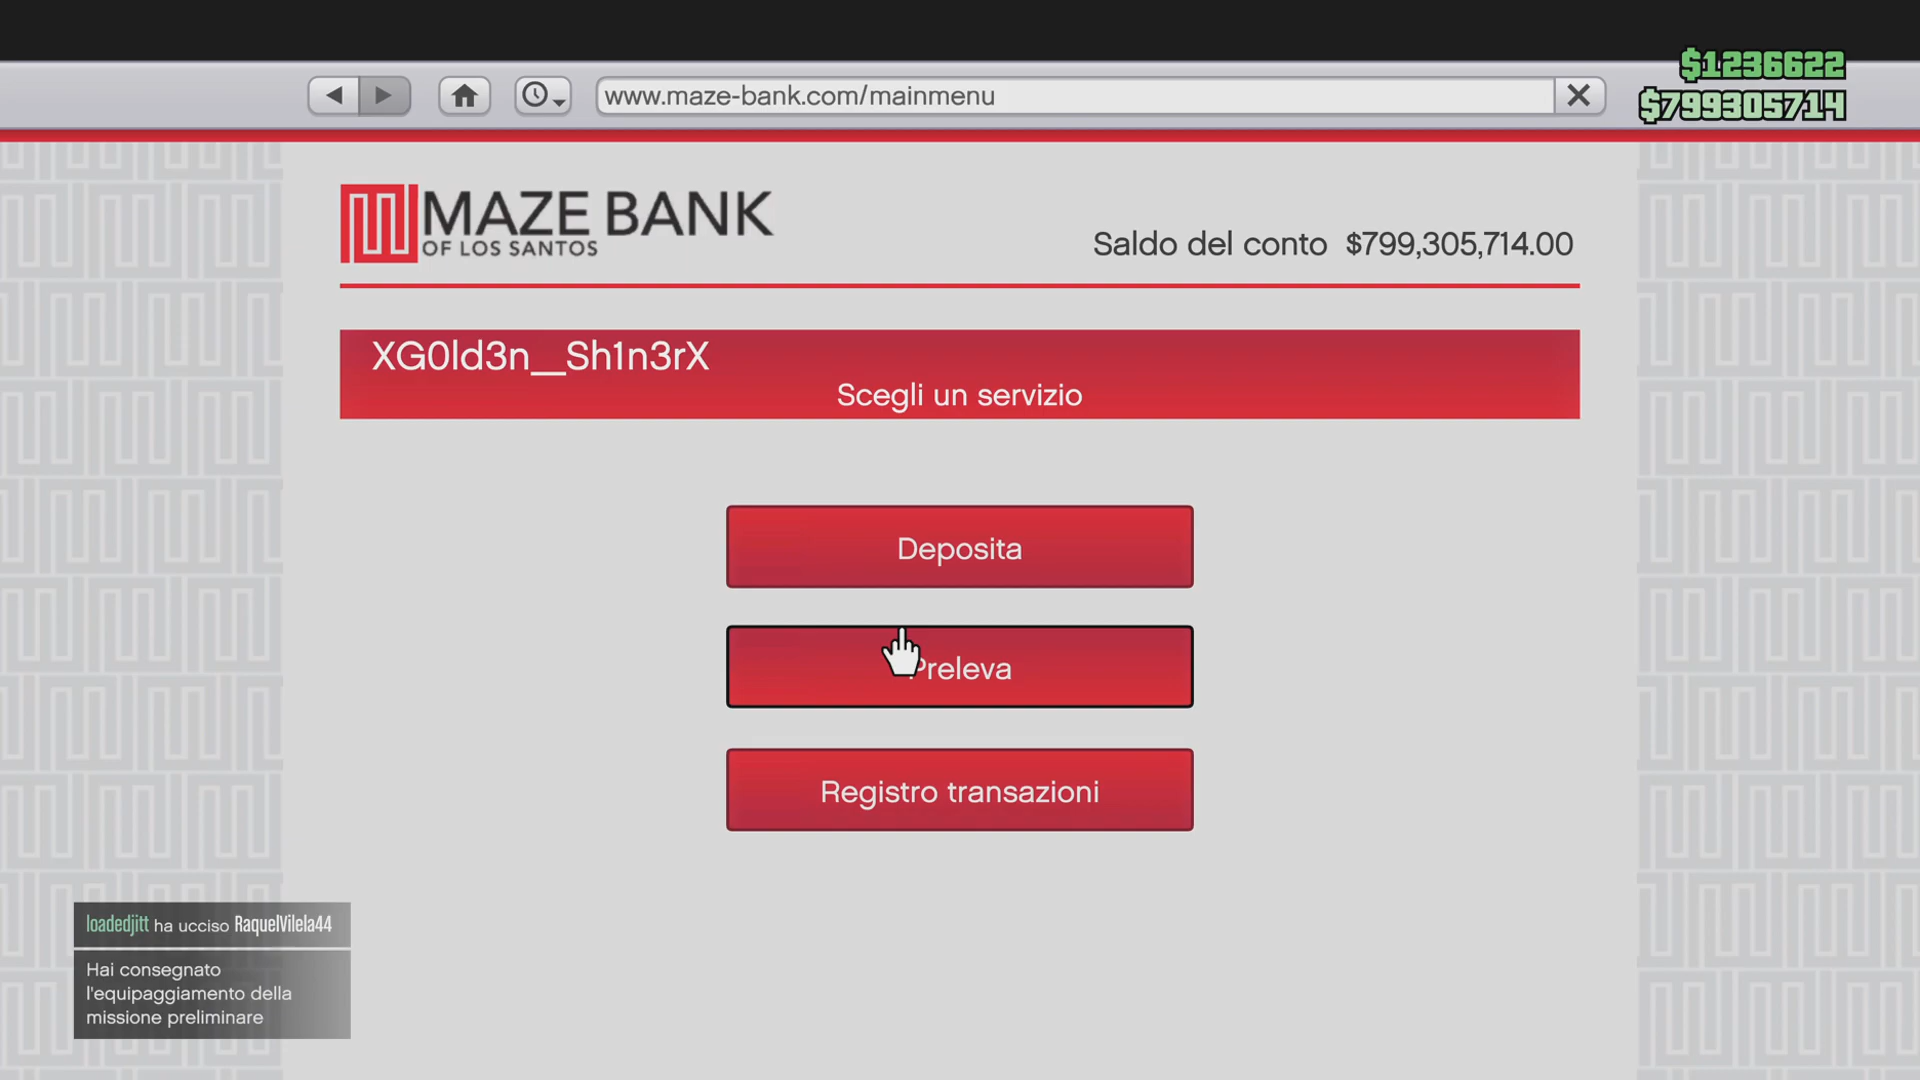 $1236622
www.maze-bank.com/mainmenu
$799305714
MAZE BANK
OF LOS SANTOS
Saldo del conto $799,305,714.00
XG0ld3n__Sh1n3rX
Scegli un servizio
Deposita
Preleva
Registro transazioni
loadedjitt ha ucciso RaquelVilela44
Hai consegnato
l'equipaggiamento della
missione preliminare